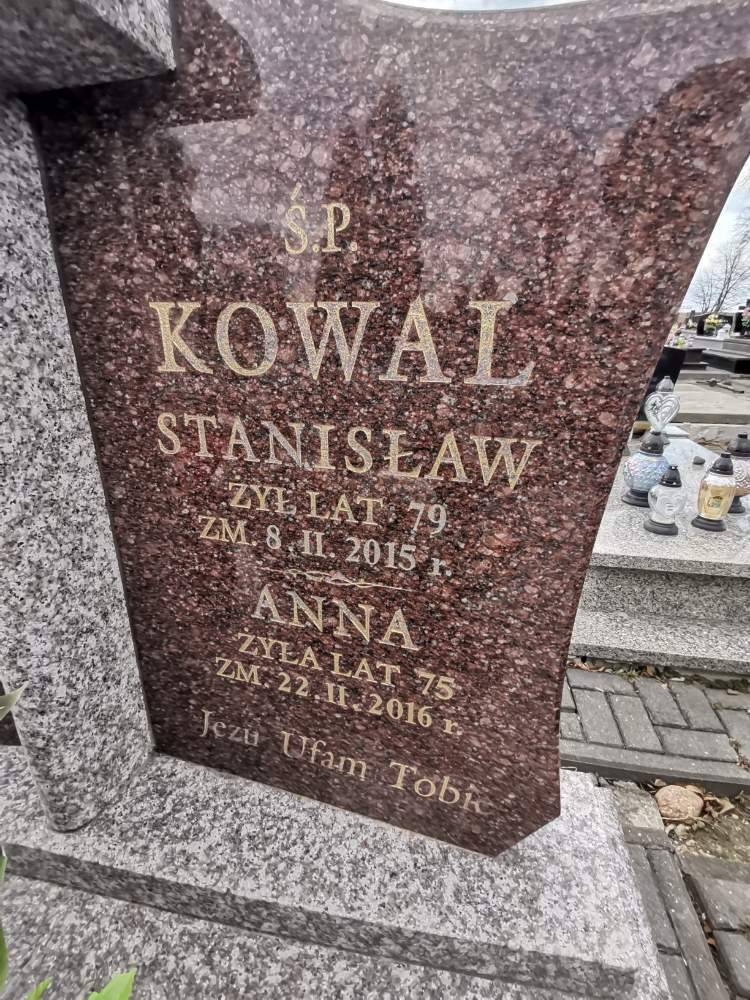 Ś.P.
KOWAL
STANISŁAW
ŻYŁ LAT 79
ZM. 8.II.2015 r.
ANNA
ŻYŁA LAT 75
ZM. 22.II.2016 r.
Jezu Ufam Tobie